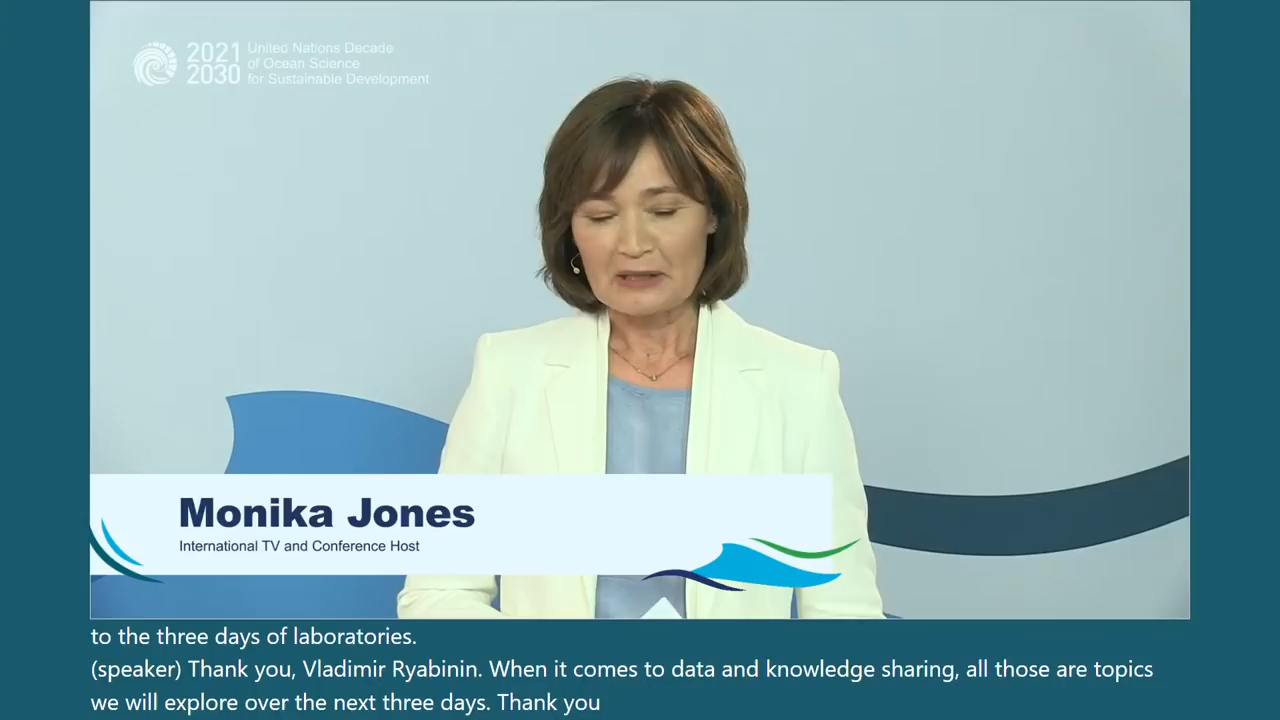 2021
2030
United Nations Decade
of Ocean Science
for Sustainable Development
Monika Jones
International TV and Conference Host
to the three days of laboratories.
(speaker) Thank you, Vladimir Ryabinin. When it comes to data and knowledge sharing, all those are topics
we will explore over the next three days. Thank you